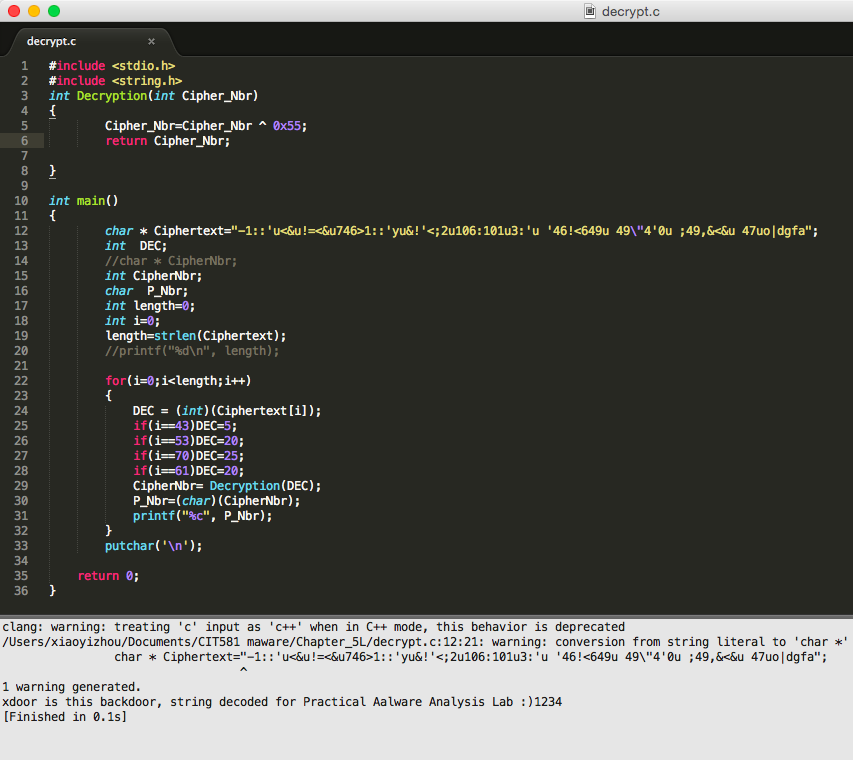 decrypt.c
decrypt.c ×
1 #include <stdio.h>
2 #include <string.h>
3 int Decryption(int Cipher_Nbr)
4 {
5 Cipher_Nbr=Cipher_Nbr ^ 0x55;
6 return Cipher_Nbr;
7
8 }
9
10 int main()
11 {
12 char * Ciphertext="-1::'u<&u!=<&u746>1::'yu&!'<;2u106:101u3:'u '46!<649u 49\"4'0u ;49,&<&u 47uo|dgfa";
13 int DEC;
14 //char * CipherNbr;
15 int CipherNbr;
16 char P_Nbr;
17 int length=0;
18 int i=0;
19 length=strlen(Ciphertext);
20 //printf("%d\n", length);
21
22 for(i=0;i<length;i++)
23 {
24 DEC = (int)(Ciphertext[i]);
25 if(i==43)DEC=5;
26 if(i==53)DEC=20;
27 if(i==70)DEC=25;
28 if(i==61)DEC=20;
29 CipherNbr= Decryption(DEC);
30 P_Nbr=(char)(CipherNbr);
31 printf("%c", P_Nbr);
32 }
33 putchar('\n');
34
35 return 0;
36 }
clang: warning: treating 'c' input as 'c++' when in C++ mode, this behavior is deprecated
/Users/xiaoyizhou/Documents/CIT581 maware/Chapter_5L/decrypt.c:12:21: warning: conversion from string literal to 'char *'
char * Ciphertext="-1::'u<&u!=<&u746>1::'yu&!'<;2u106:101u3:'u '46!<649u 49\"4'0u ;49,&<&u 47uo|dgfa";
^
1 warning generated.
xdoor is this backdoor, string decoded for Practical Aalware Analysis Lab :)1234
[Finished in 0.1s]